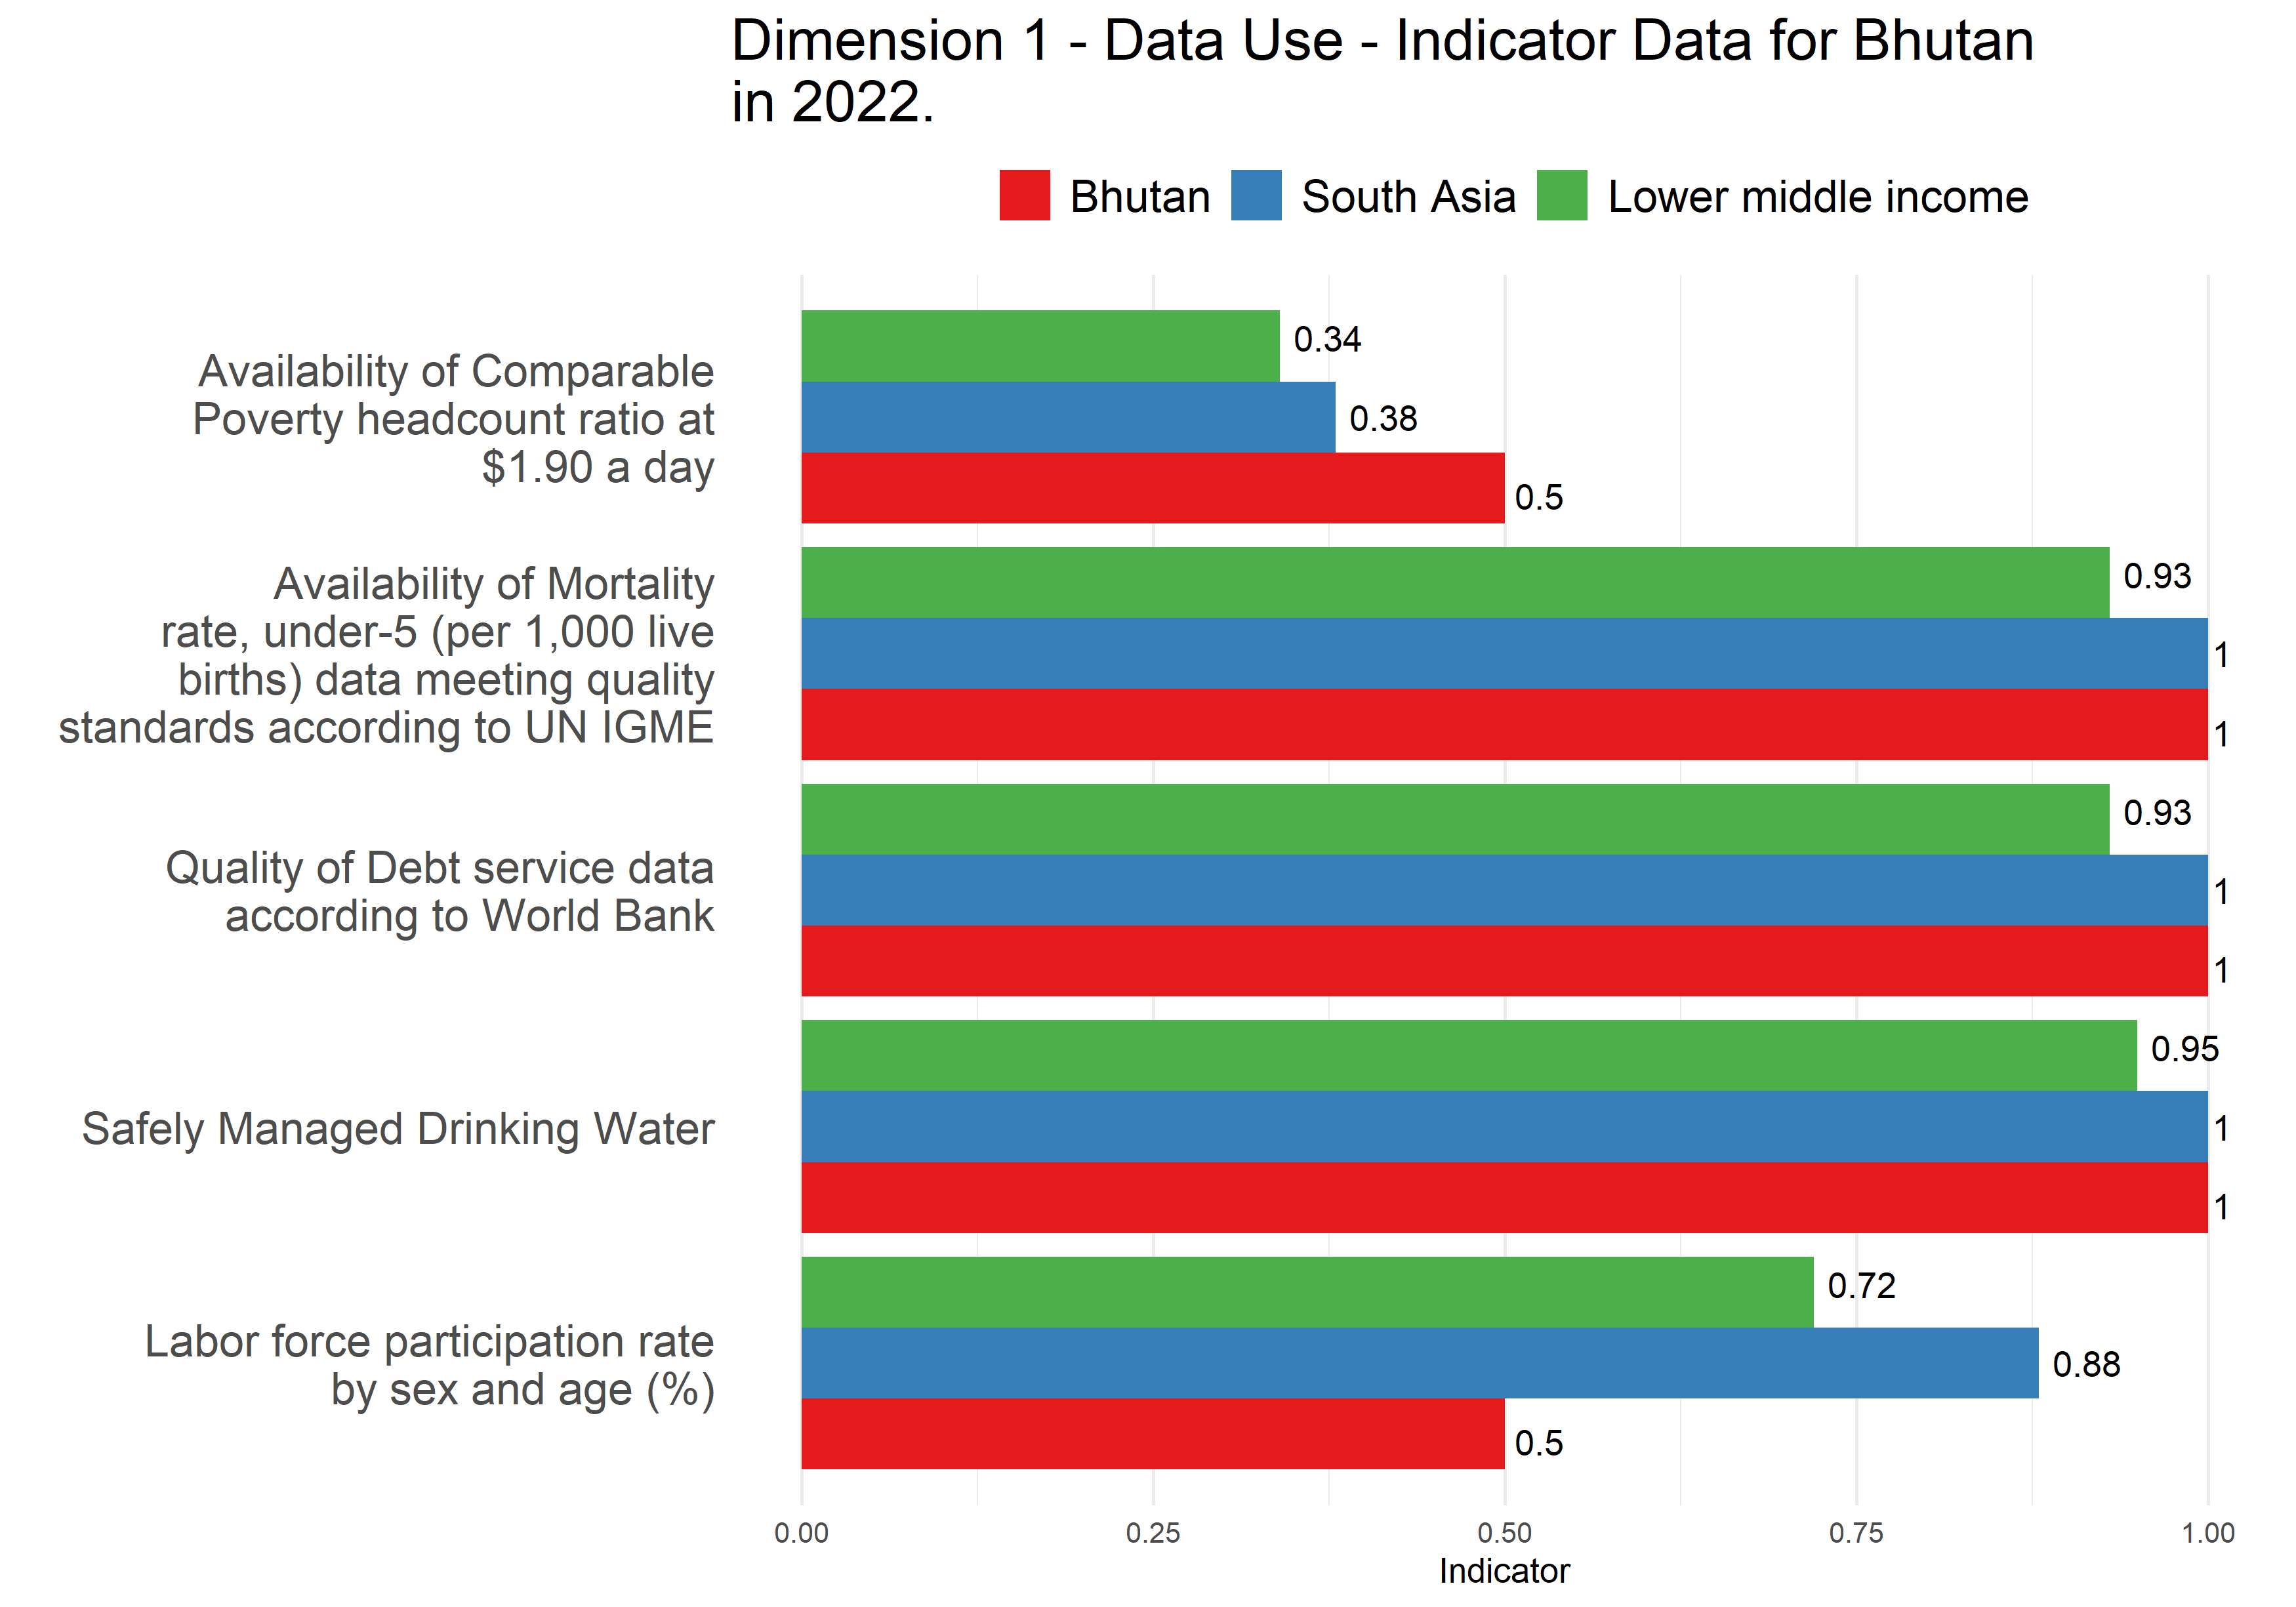 Dimension 1 - Data Use - Indicator Data for Bhutan
in 2022.
Bhutan South Asia Lower middle income
Availability of Comparable
Poverty headcount ratio at
$1.90 a day
0.34
0.38
0.5
Availability of Mortality
rate, under-5 (per 1,000 live
births) data meeting quality
standards according to UN IGME
0.93
1
1
Quality of Debt service data
according to World Bank
0.93
1
1
Safely Managed Drinking Water
0.95
1
1
Labor force participation rate
by sex and age (%)
0.72
0.88
0.5
0.00 0.25 0.50 0.75 1.00
Indicator